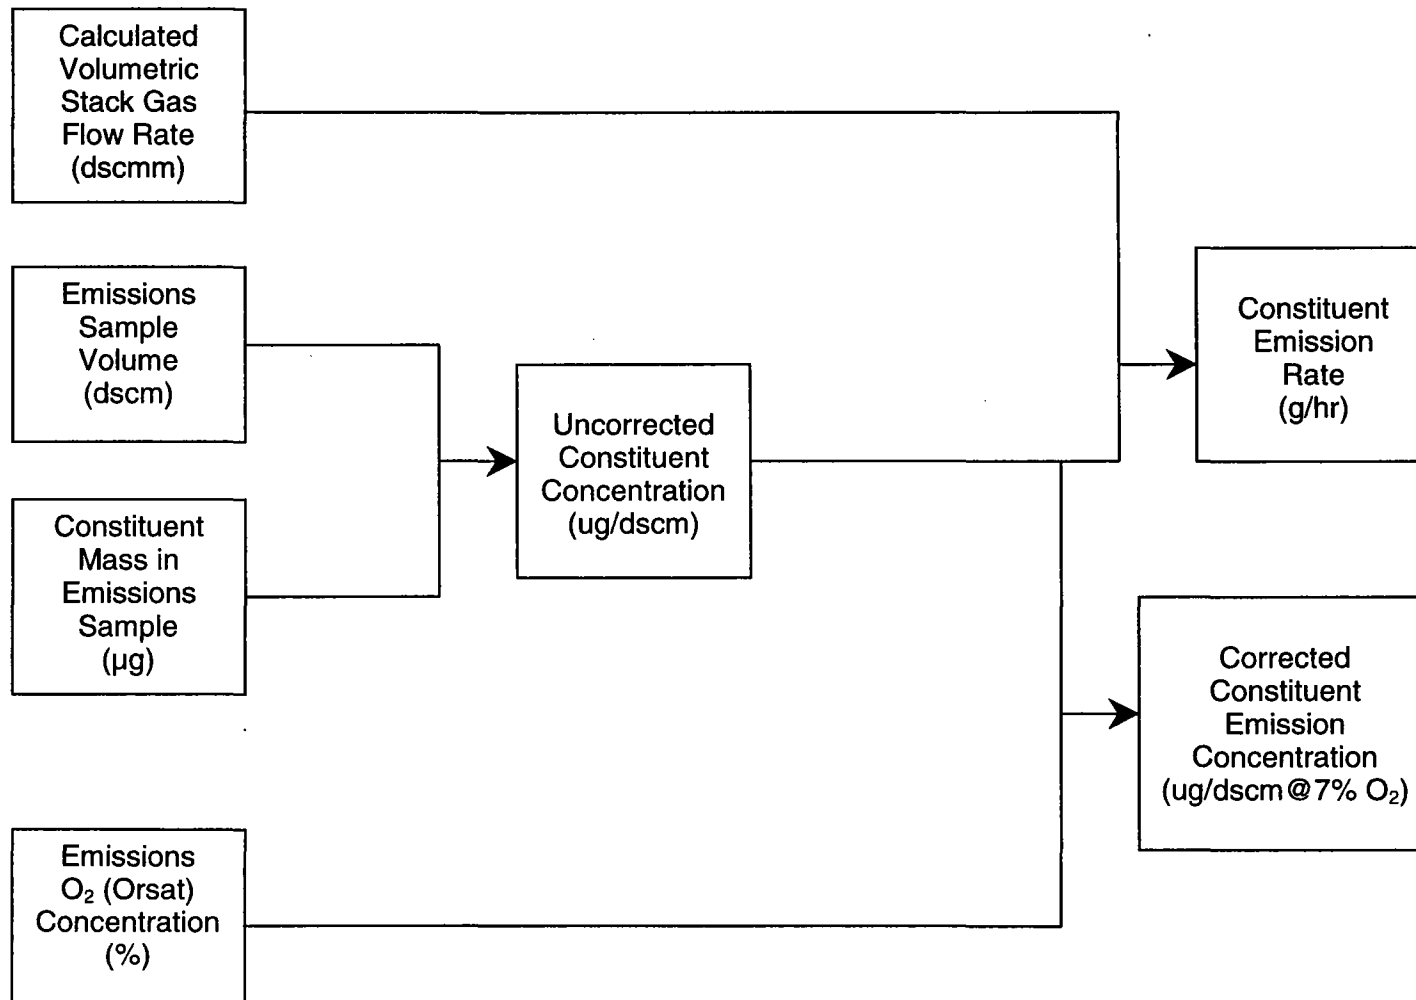 Calculated
Volumetric
Stack Gas
Flow Rate
(dscmm)
Emissions
Sample
Volume
(dscm)
Constituent
Mass in
Emissions
Sample
(µg)
Emissions
O₂ (Orsat)
Concentration
(%)
Uncorrected
Constituent
Concentration
(ug/dscm)
Constituent
Emission
Rate
(g/hr)
Corrected
Constituent
Emission
Concentration
(ug/dscm@7% O₂)